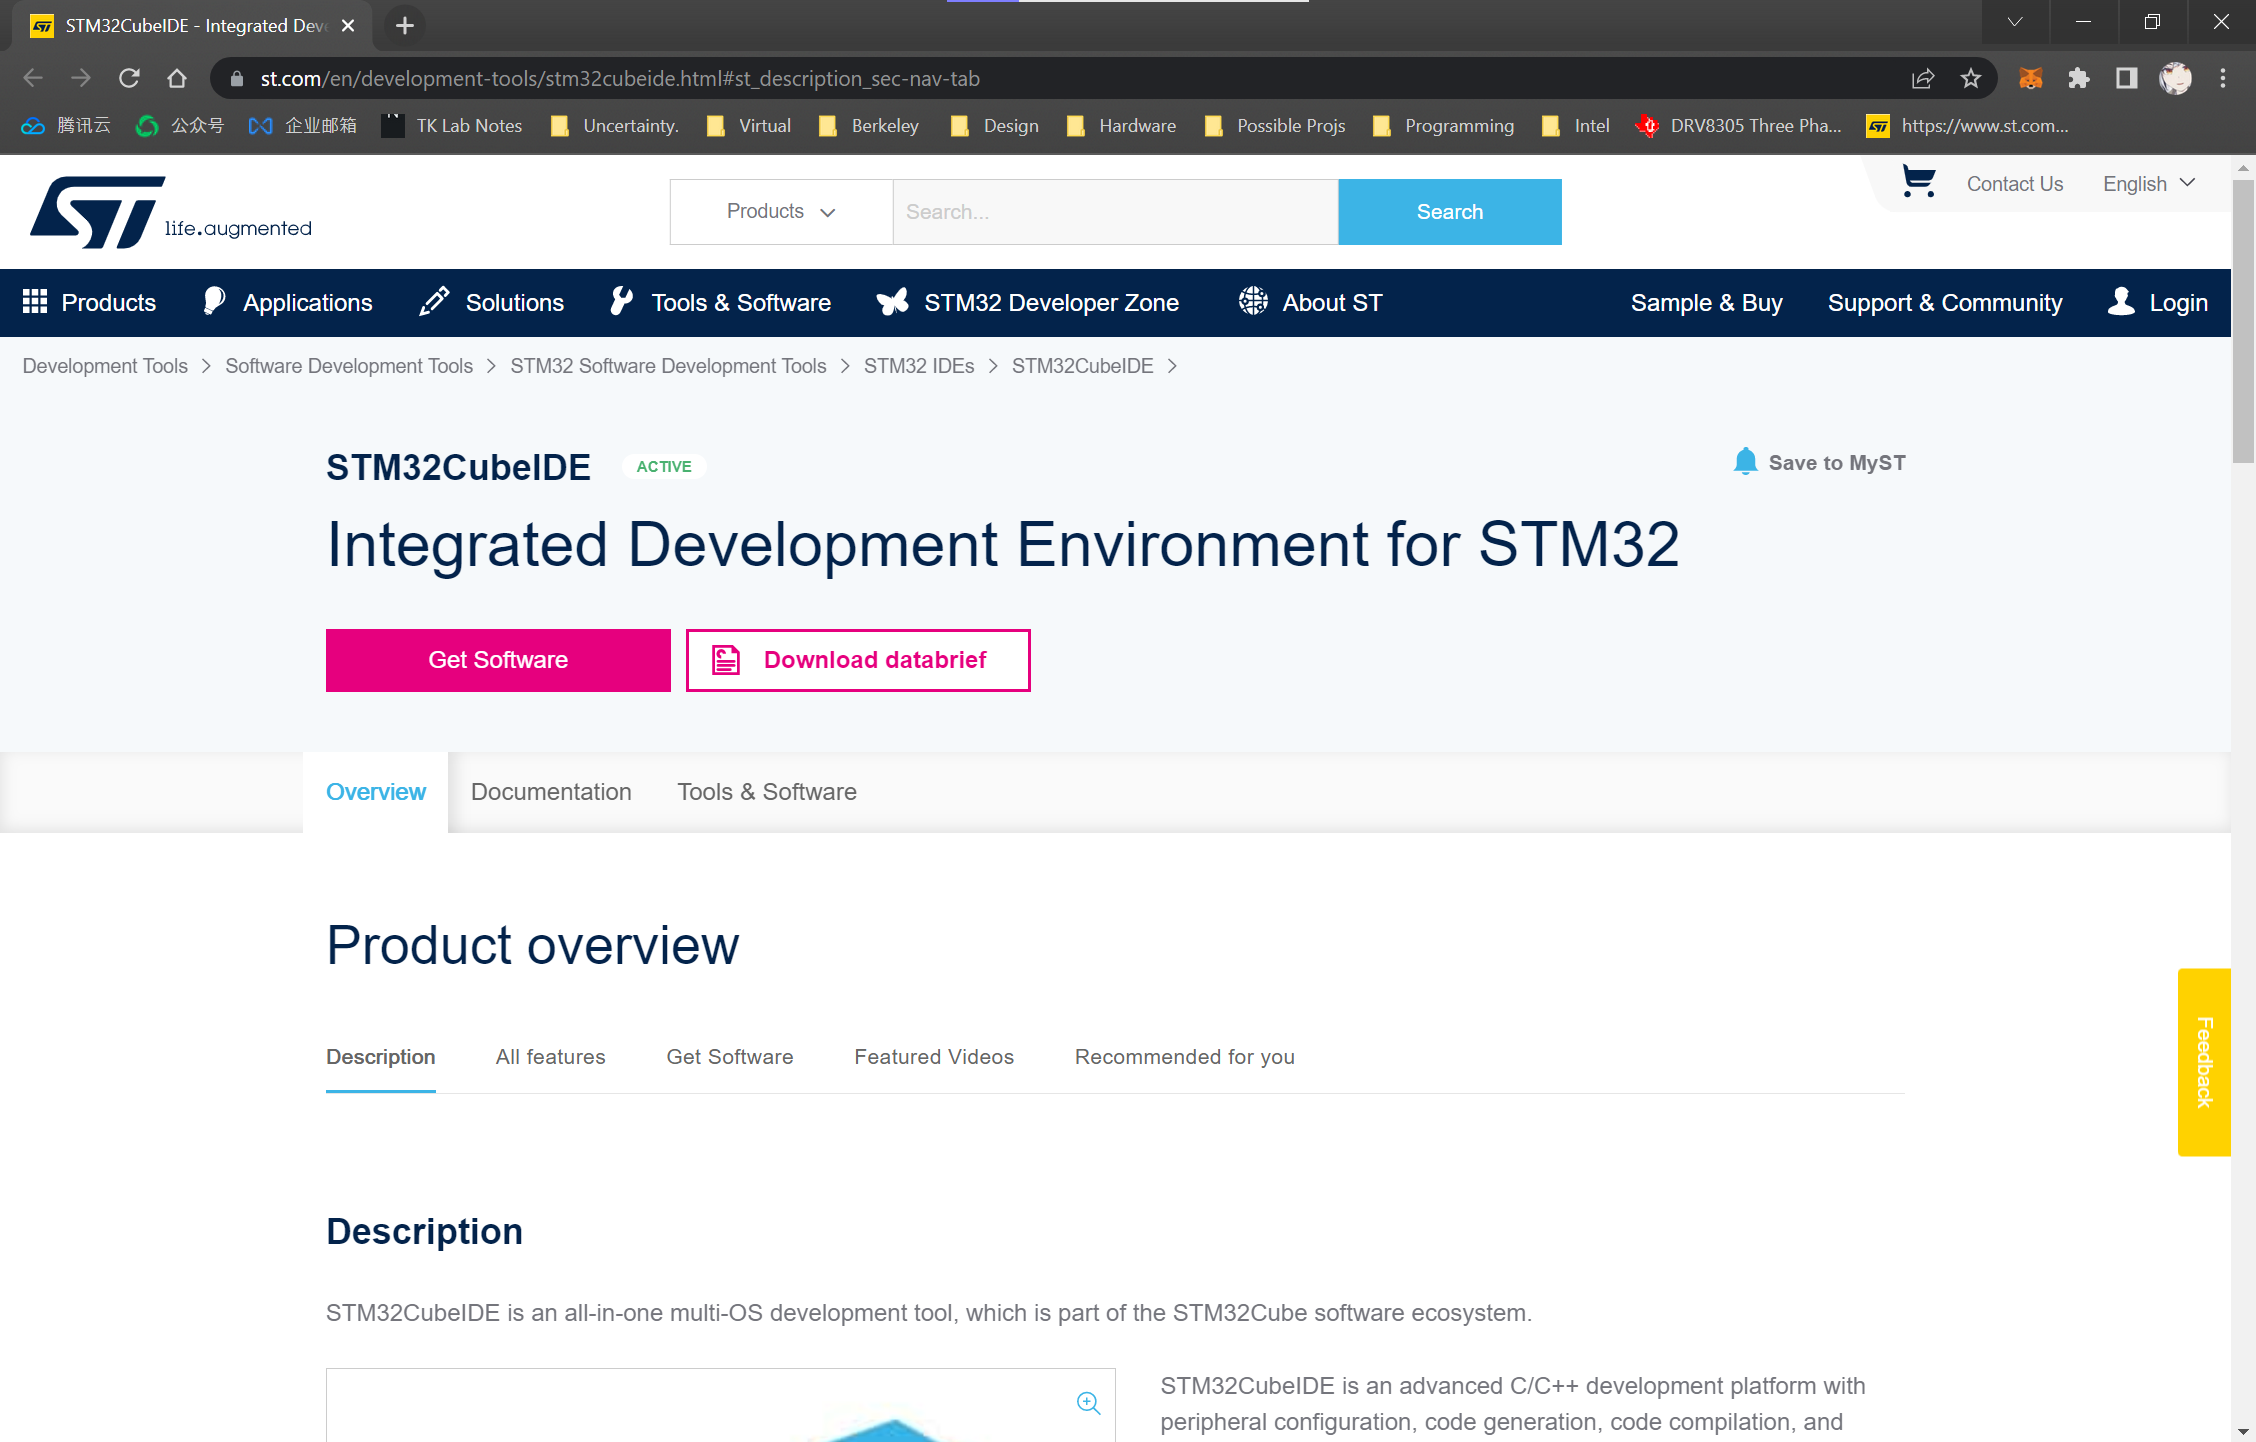 STM32CubeIDE - Integrated Dev
st.com/en/development-tools/stm32cubeide.html#st_description_sec-nav-tab
腾讯云 公众号 企业邮箱 TK Lab Notes Uncertainty. Virtual Berkeley Design Hardware Possible Projs Programming Intel DRV8305 Three Pha... https://www.st.com...
ST life.augmented
Products Search... Search
Contact Us English
Products Applications Solutions Tools & Software STM32 Developer Zone About ST Sample & Buy Support & Community Login
Development Tools > Software Development Tools > STM32 Software Development Tools > STM32 IDEs > STM32CubeIDE >
STM32CubeIDE ACTIVE Save to MyST
Integrated Development Environment for STM32
Get Software Download databrief
Overview Documentation Tools & Software
Product overview
Feedback
Description All features Get Software Featured Videos Recommended for you
Description
STM32CubeIDE is an all-in-one multi-OS development tool, which is part of the STM32Cube software ecosystem.
STM32CubeIDE is an advanced C/C++ development platform with
peripheral configuration, code generation, code compilation, and